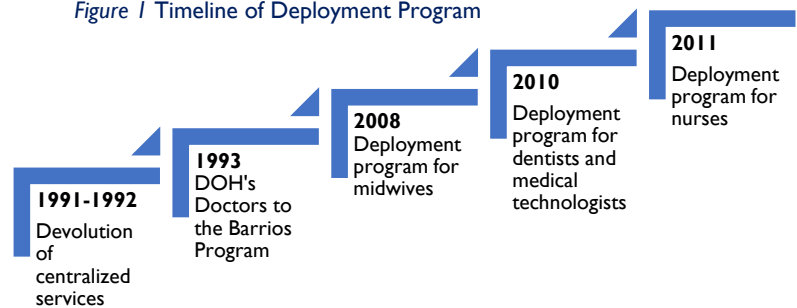 Figure 1 Timeline of Deployment Program
1991-1992
Devolution
of
centralized
services
1993
DOH's
Doctors to
the Barrios
Program
2008
Deployment
program for
midwives
2010
Deployment
program for
dentists and
medical
technologists
2011
Deployment
program for
nurses